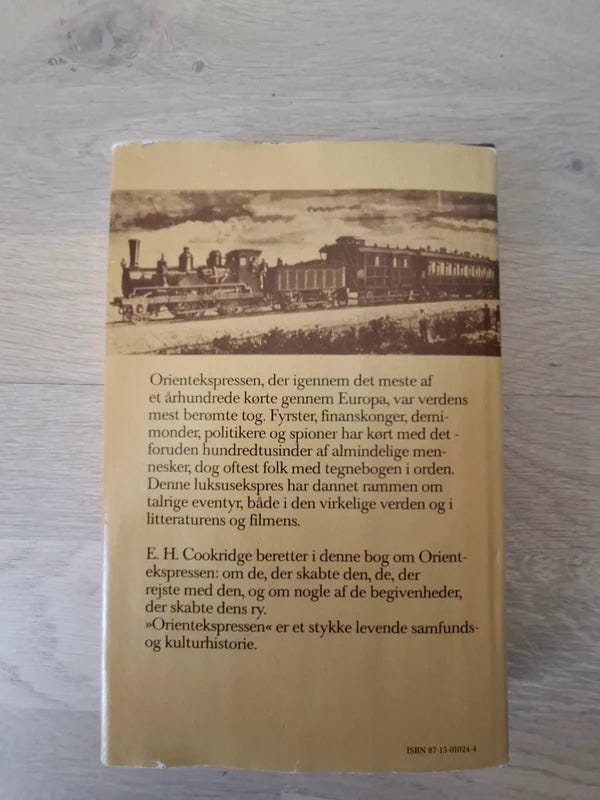 Orientekspressen, der igennem det meste af
et århundrede kørte gennem Europa, var verdens
mest berømte tog. Fyrster, finanskonger, demi-
monder, politikere og spioner har kørt med det -
foruden hundredtusinder af almindelige men-
nesker, dog oftest folk med tegnebogen i orden.
Denne luksusekspres har dannet rammen om
talrige eventyr, både i den virkelige verden og i
litteraturens og filmens.
E. H. Cookridge beretter i denne bog om Orient-
ekspressen: om de, der skabte den, de, der
rejste med den, og om nogle af de begivenheder,
der skabte dens ry.
»Orientekspressen« er et stykke levende samfunds-
og kulturhistorie.
ISBN 87-15-01024-4